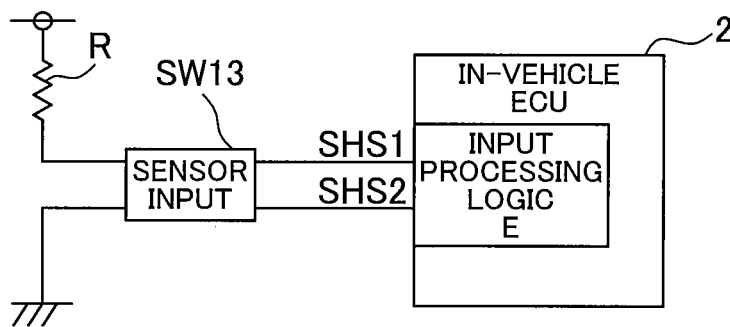 R
SW13
2
IN-VEHICLE
ECU
SENSOR
INPUT
SHS1
SHS2
INPUT
PROCESSING
LOGIC
E